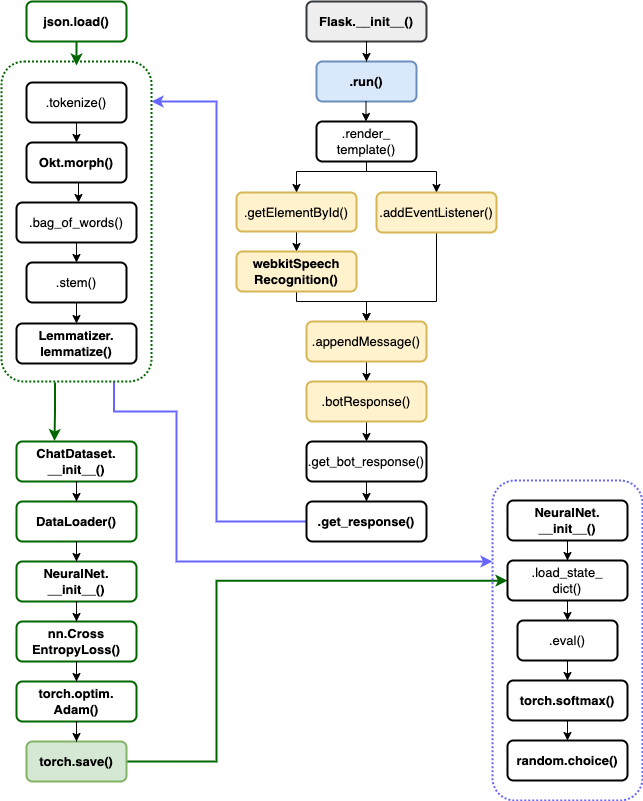 json.load()
.tokenize()
Okt.morph()
.bag_of_words()
.stem()
Lemmatizer.
lemmatize()
ChatDataset.
__init__()
DataLoader()
NeuralNet.
__init__()
nn.Cross
EntropyLoss()
torch.optim.
Adam()
torch.save()
Flask.__init__()
.run()
.render_
template()
.getElementById()
.addEventListener()
webkitSpeech
Recognition()
.appendMessage()
.botResponse()
.get_bot_response()
.get_response()
NeuralNet.
__init__()
.load_state_
dict()
.eval()
torch.softmax()
random.choice()